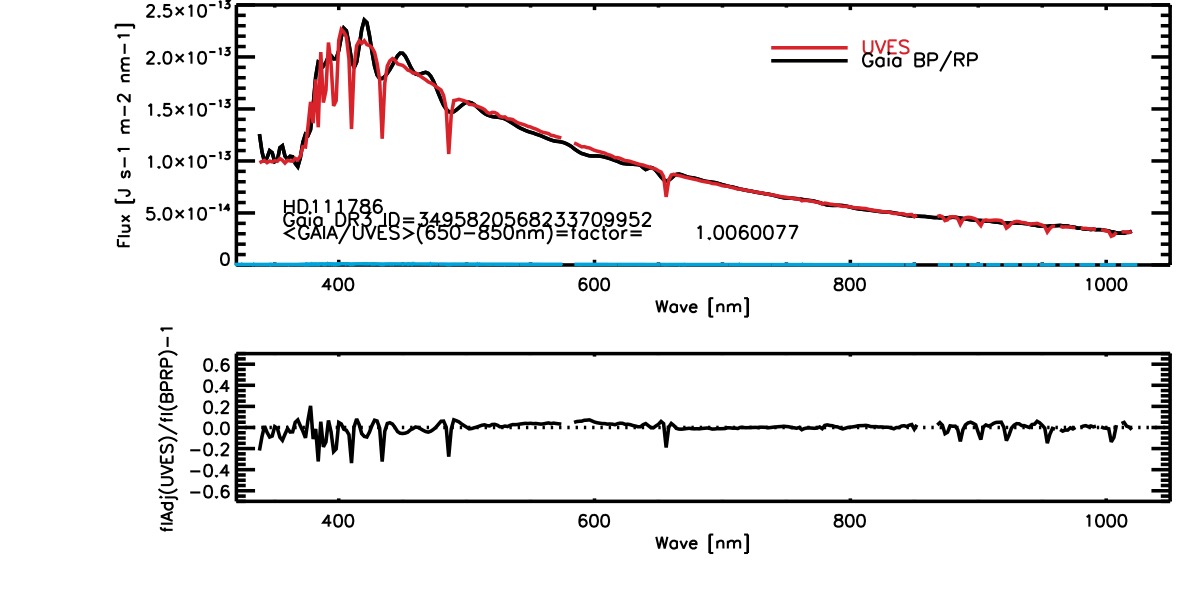 Flux [J s−1 m−2 nm−1]
2.5×10−13
2.0×10−13
1.5×10−13
1.0×10−13
5.0×10−14
0
UVES
Gaia BP/RP
HD111786
Gaia DR3 ID=3495820568233709952
<GAIA/UVES>(650−850nm)=factor= 1.0060077
400 600 800 1000
Wave [nm]
flAdj(UVES)/fl(BPRP)−1
0.6
0.4
0.2
0.0
−0.2
−0.4
−0.6
400 600 800 1000
Wave [nm]